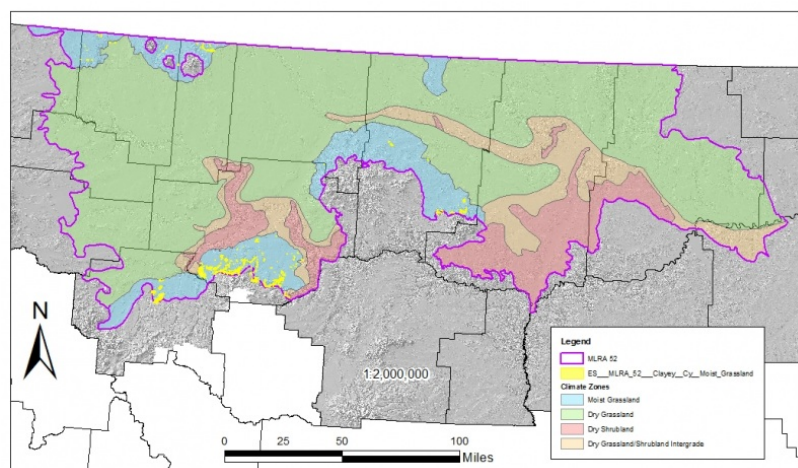 N
1:2,000,000
0 25 50 100
Miles
Legend
MLRA 52
ES__MLRA_52___Clayey__Cy__Moist_Grassland
Climate Zones
Moist Grassland
Dry Grassland
Dry Shrubland
Dry Grassland/Shrubland Intergrade